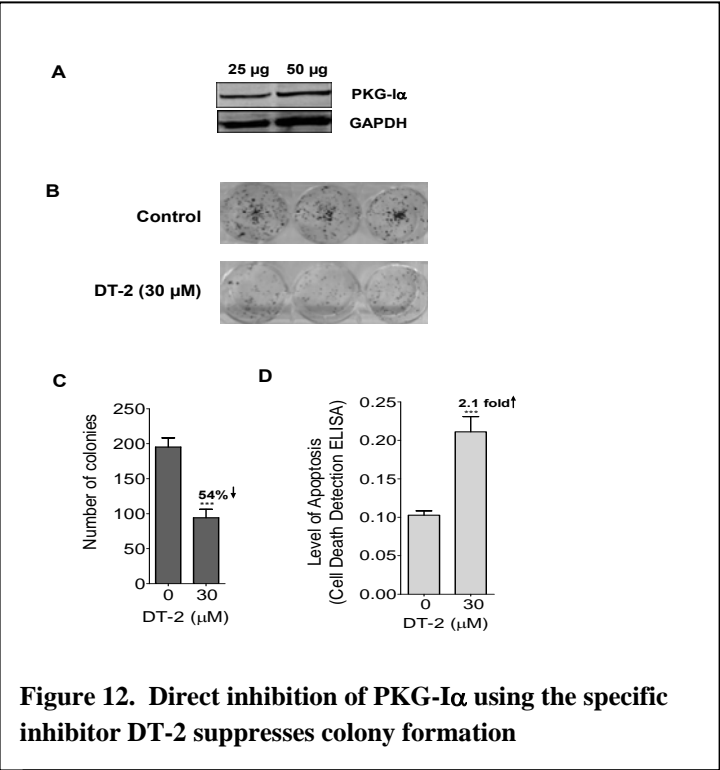 A
25 µg 50 µg
PKG-Iα
GAPDH
B
Control
DT-2 (30 µM)
C
Number of colonies
250
200
150
100
50
0
54%↓
***
0 30
DT-2 (µM)
D
Level of Apoptosis
(Cell Death Detection ELISA)
0.25
0.20
0.15
0.10
0.05
0.00
2.1 fold↑
***
0 30
DT-2 (µM)
Figure 12. Direct inhibition of PKG-Iα using the specific
inhibitor DT-2 suppresses colony formation